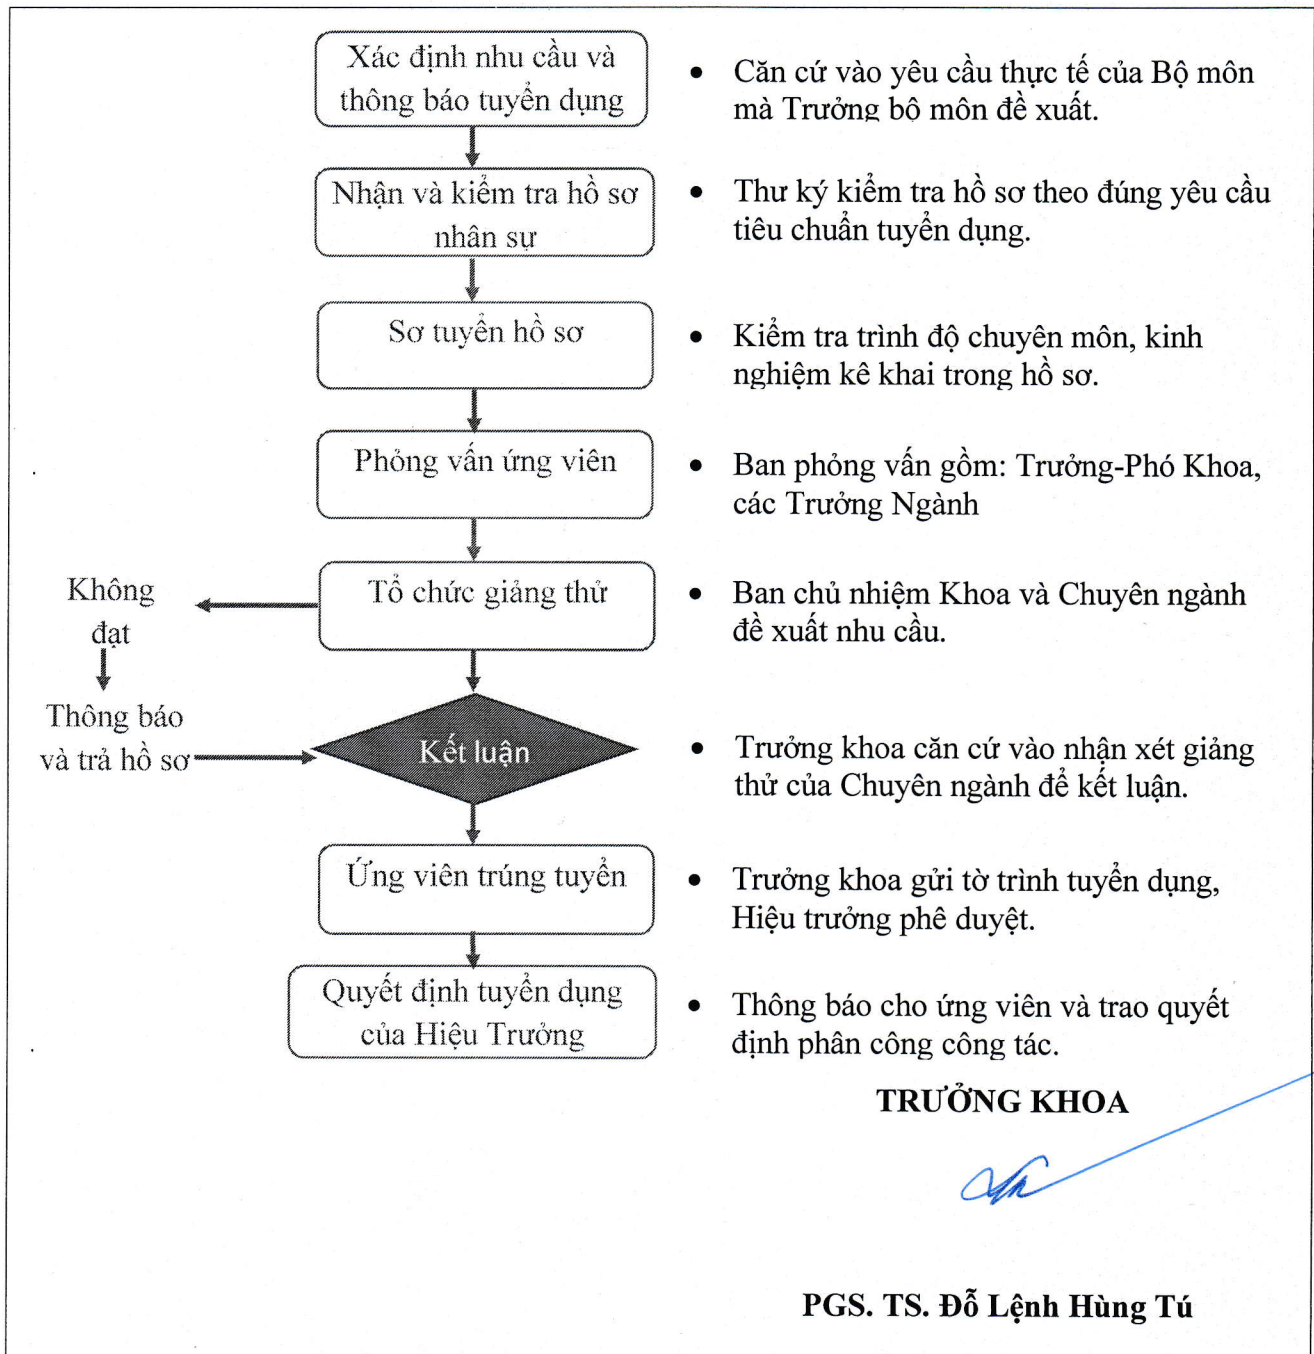 Xác định nhu cầu và
thông báo tuyển dụng
Căn cứ vào yêu cầu thực tế của Bộ môn
mà Trưởng bộ môn đề xuất.
Nhận và kiểm tra hồ sơ
nhân sự
Thư ký kiểm tra hồ sơ theo đúng yêu cầu
tiêu chuẩn tuyển dụng.
Sơ tuyển hồ sơ
Kiểm tra trình độ chuyên môn, kinh
nghiệm kê khai trong hồ sơ.
Phỏng vấn ứng viên
Ban phỏng vấn gồm: Trưởng-Phó Khoa,
các Trưởng Ngành
Tổ chức giảng thử
Ban chủ nhiệm Khoa và Chuyên ngành
đề xuất nhu cầu.
Không
đạt
Thông báo
và trả hồ sơ
Kết luận
Trưởng khoa căn cứ vào nhận xét giảng
thử của Chuyên ngành để kết luận.
Ứng viên trúng tuyển
Trưởng khoa gửi tờ trình tuyển dụng,
Hiệu trưởng phê duyệt.
Quyết định tuyển dụng
của Hiệu Trưởng
Thông báo cho ứng viên và trao quyết
định phân công công tác.
TRƯỞNG KHOA
PGS. TS. Đỗ Lệnh Hùng Tú